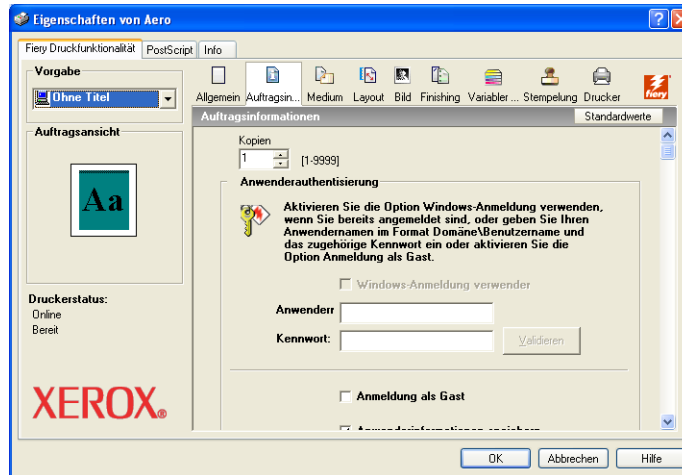 Eigenschaften von Aero
Fiery Druckfunktionalität PostScript Info
Vorgabe
Ohne Titel
Auftragsansicht
Aa
Druckerstatus:
Online
Bereit
XEROX®
Allgemein Auftragsin... Medium Layout Bild Finishing Variabler ... Stempelung Drucker
fiery
Auftragsinformationen Standardwerte
Kopien
1 [1-9999]
Anwenderauthentisierung
Aktivieren Sie die Option Windows-Anmeldung verwenden,
wenn Sie bereits angemeldet sind, oder geben Sie Ihren
Anwendernamen im Format Domäne\Benutzername und
das zugehörige Kennwort ein oder aktivieren Sie die
Option Anmeldung als Gast.
Windows-Anmeldung verwender
Anwenderr
Kennwort: Validieren
Anmeldung als Gast
Anwenderinformationen speichern
OK Abbrechen Hilfe